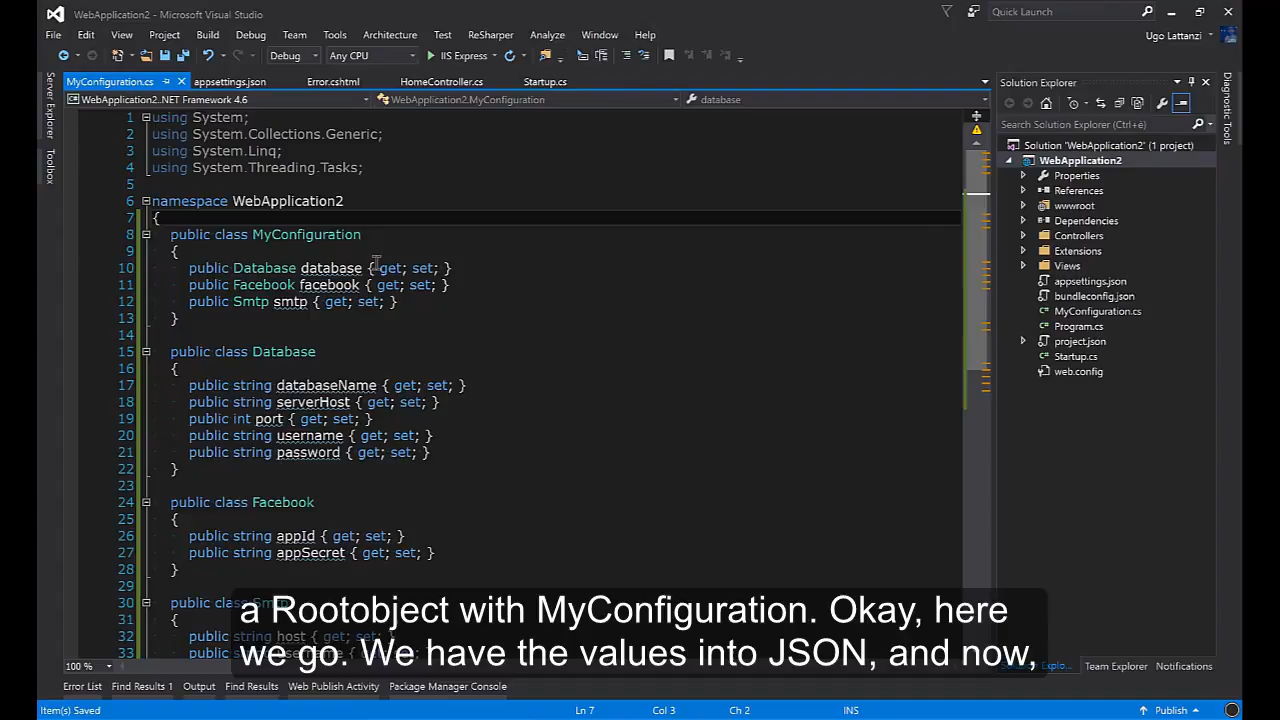 WebApplication2 - Microsoft Visual Studio
Quick Launch
File Edit View Project Build Debug Team Tools Architecture Test ReSharper Analyze Window Help
Ugo Lattanzi
Debug Any CPU IIS Express
MyConfiguration.cs appsettings.json Error.cshtml HomeController.cs Startup.cs
WebApplication2..NET Framework 4.6 WebApplication2.MyConfiguration database
Server Explorer
Toolbox
1 using System;
2 using System.Collections.Generic;
3 using System.Linq;
4 using System.Threading.Tasks;
5
6 namespace WebApplication2
7 {
8 public class MyConfiguration
9 {
10 public Database database { get; set; }
11 public Facebook facebook { get; set; }
12 public Smtp smtp { get; set; }
13 }
14
15 public class Database
16 {
17 public string databaseName { get; set; }
18 public string serverHost { get; set; }
19 public int port { get; set; }
20 public string username { get; set; }
21 public string password { get; set; }
22 }
23
24 public class Facebook
25 {
26 public string appId { get; set; }
27 public string appSecret { get; set; }
28 }
29
30 public class Smtp
31 {
32 public string host { get; set; }
33
a Rootobject with MyConfiguration. Okay, here
we go. We have the values into JSON, and now,
Solution Explorer
Search Solution Explorer (Ctrl+è)
Solution 'WebApplication2' (1 project)
WebApplication2
Properties
References
wwwroot
Dependencies
Controllers
Extensions
Views
appsettings.json
bundleconfig.json
MyConfiguration.cs
Program.cs
project.json
Startup.cs
web.config
Diagnostic Tools
100 %
Solution Explo... Team Explorer Notifications
Error List Find Results 1 Output Find Results Web Publish Activity Package Manager Console
Item(s) Saved Ln 7 Col 3 Ch 2 INS Publish